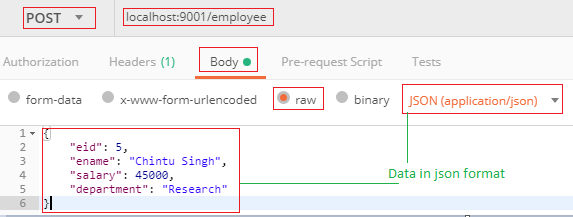 POST localhost:9001/employee
Authorization Headers (1) Body Pre-request Script Tests
form-data x-www-form-urlencoded raw binary JSON (application/json)
1 {
2 "eid": 5,
3 "ename": "Chintu Singh",
4 "salary": 45000,
5 "department": "Research"
6 }
Data in json format